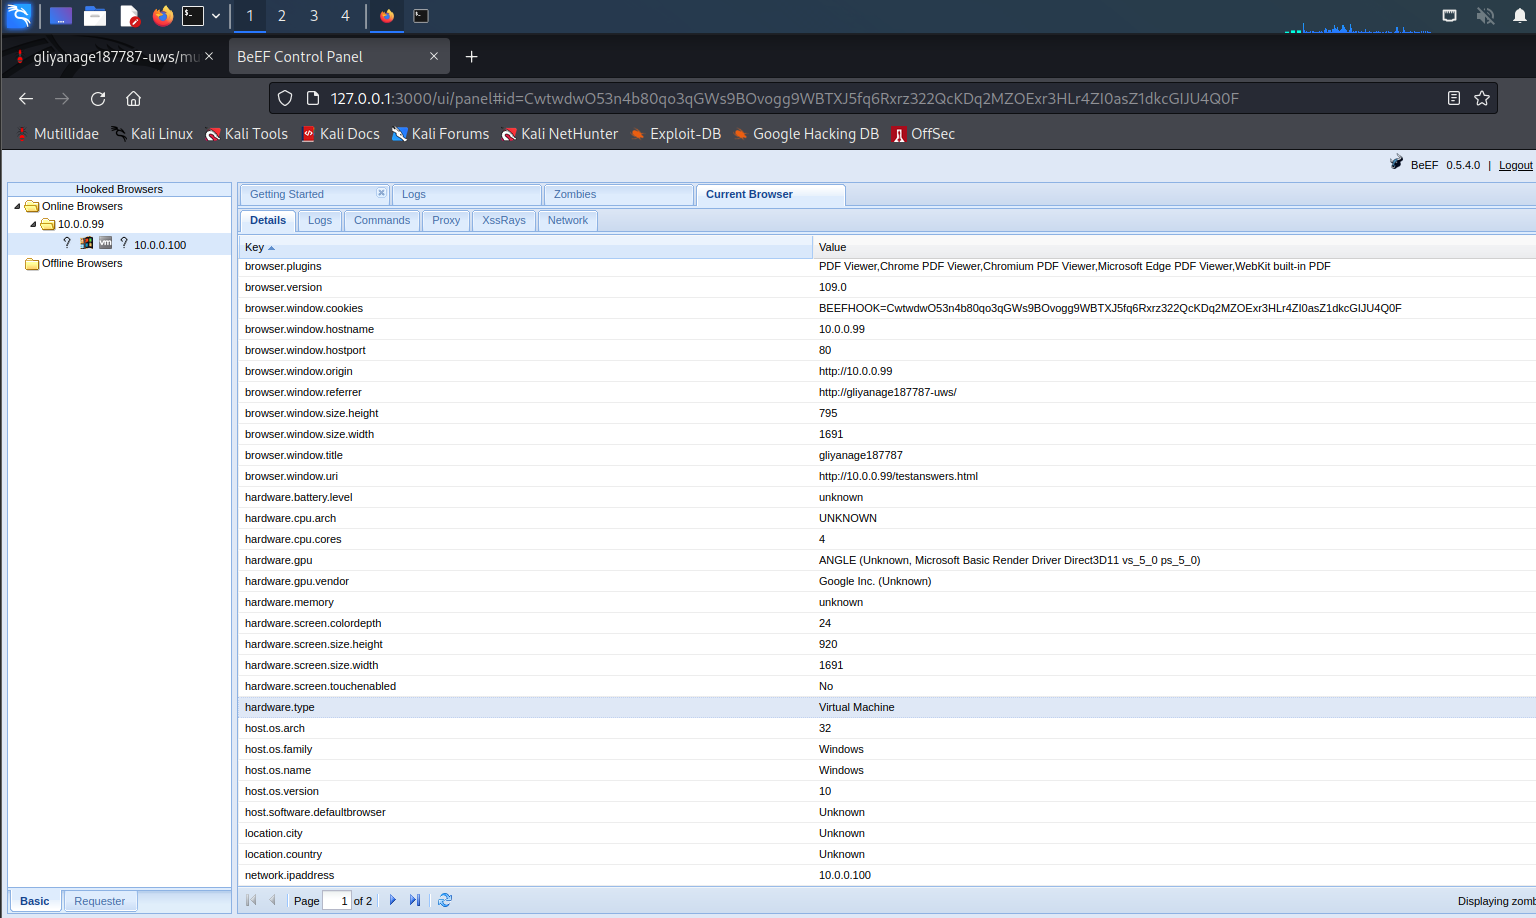 1 2 3 4
gliyanage187787-uws/mu
BeEF Control Panel
127.0.0.1:3000/ui/panel#id=CwtwdwO53n4b80qo3qGWs9BOvogg9WBTXJ5fq6Rxrz322QcKDq2MZOExr3HLr4ZI0asZ1dkcGIJU4Q0F
Mutillidae Kali Linux Kali Tools Kali Docs Kali Forums Kali NetHunter Exploit-DB Google Hacking DB OffSec
BeEF 0.5.4.0 | Logout
Hooked Browsers
Online Browsers
10.0.0.99
? vm ? 10.0.0.100
Offline Browsers
Getting Started Logs Zombies Current Browser
Details Logs Commands Proxy XssRays Network
Key Value
browser.plugins PDF Viewer,Chrome PDF Viewer,Chromium PDF Viewer,Microsoft Edge PDF Viewer,WebKit built-in PDF
browser.version 109.0
browser.window.cookies BEEFHOOK=CwtwdwO53n4b80qo3qGWs9BOvogg9WBTXJ5fq6Rxrz322QcKDq2MZOExr3HLr4ZI0asZ1dkcGIJU4Q0F
browser.window.hostname 10.0.0.99
browser.window.hostport 80
browser.window.origin http://10.0.0.99
browser.window.referrer http://gliyanage187787-uws/
browser.window.size.height 795
browser.window.size.width 1691
browser.window.title gliyanage187787
browser.window.uri http://10.0.0.99/testanswers.html
hardware.battery.level unknown
hardware.cpu.arch UNKNOWN
hardware.cpu.cores 4
hardware.gpu ANGLE (Unknown, Microsoft Basic Render Driver Direct3D11 vs_5_0 ps_5_0)
hardware.gpu.vendor Google Inc. (Unknown)
hardware.memory unknown
hardware.screen.colordepth 24
hardware.screen.size.height 920
hardware.screen.size.width 1691
hardware.screen.touchenabled No
hardware.type Virtual Machine
host.os.arch 32
host.os.family Windows
host.os.name Windows
host.os.version 10
host.software.defaultbrowser Unknown
location.city Unknown
location.country Unknown
network.ipaddress 10.0.0.100
Basic Requester
Page 1 of 2
Displaying zomb